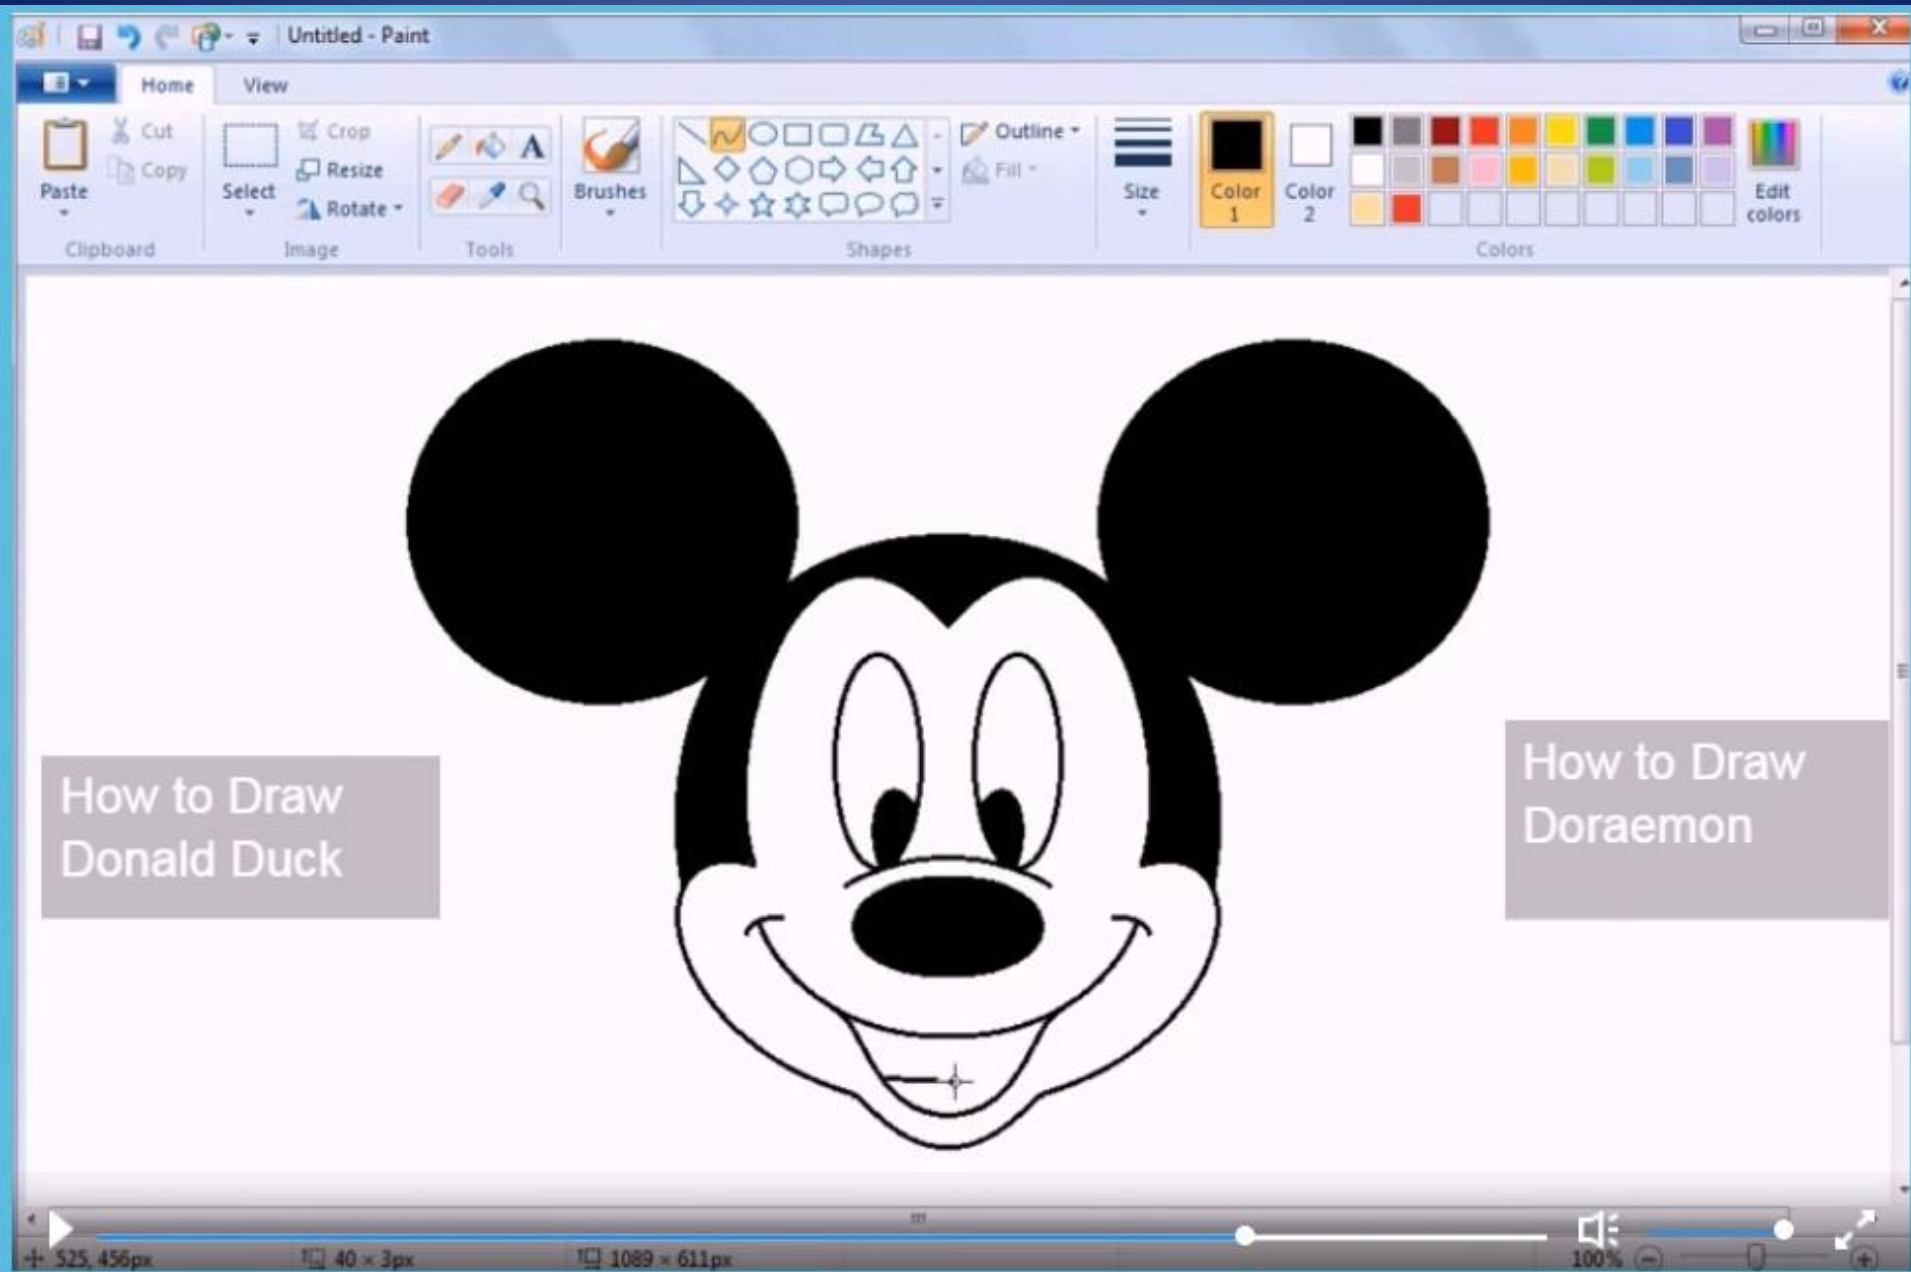 Untitled - Paint
Home View
Cut
Copy
Paste
Clipboard
Crop
Resize
Rotate
Select
Image
A
Tools
Brushes
Outline
Fill
Shapes
Size
Color
1
Color
2
Edit
colors
Colors
How to Draw
Donald Duck
How to Draw
Doraemon
525, 456px 40 × 3px 1089 × 611px 100%